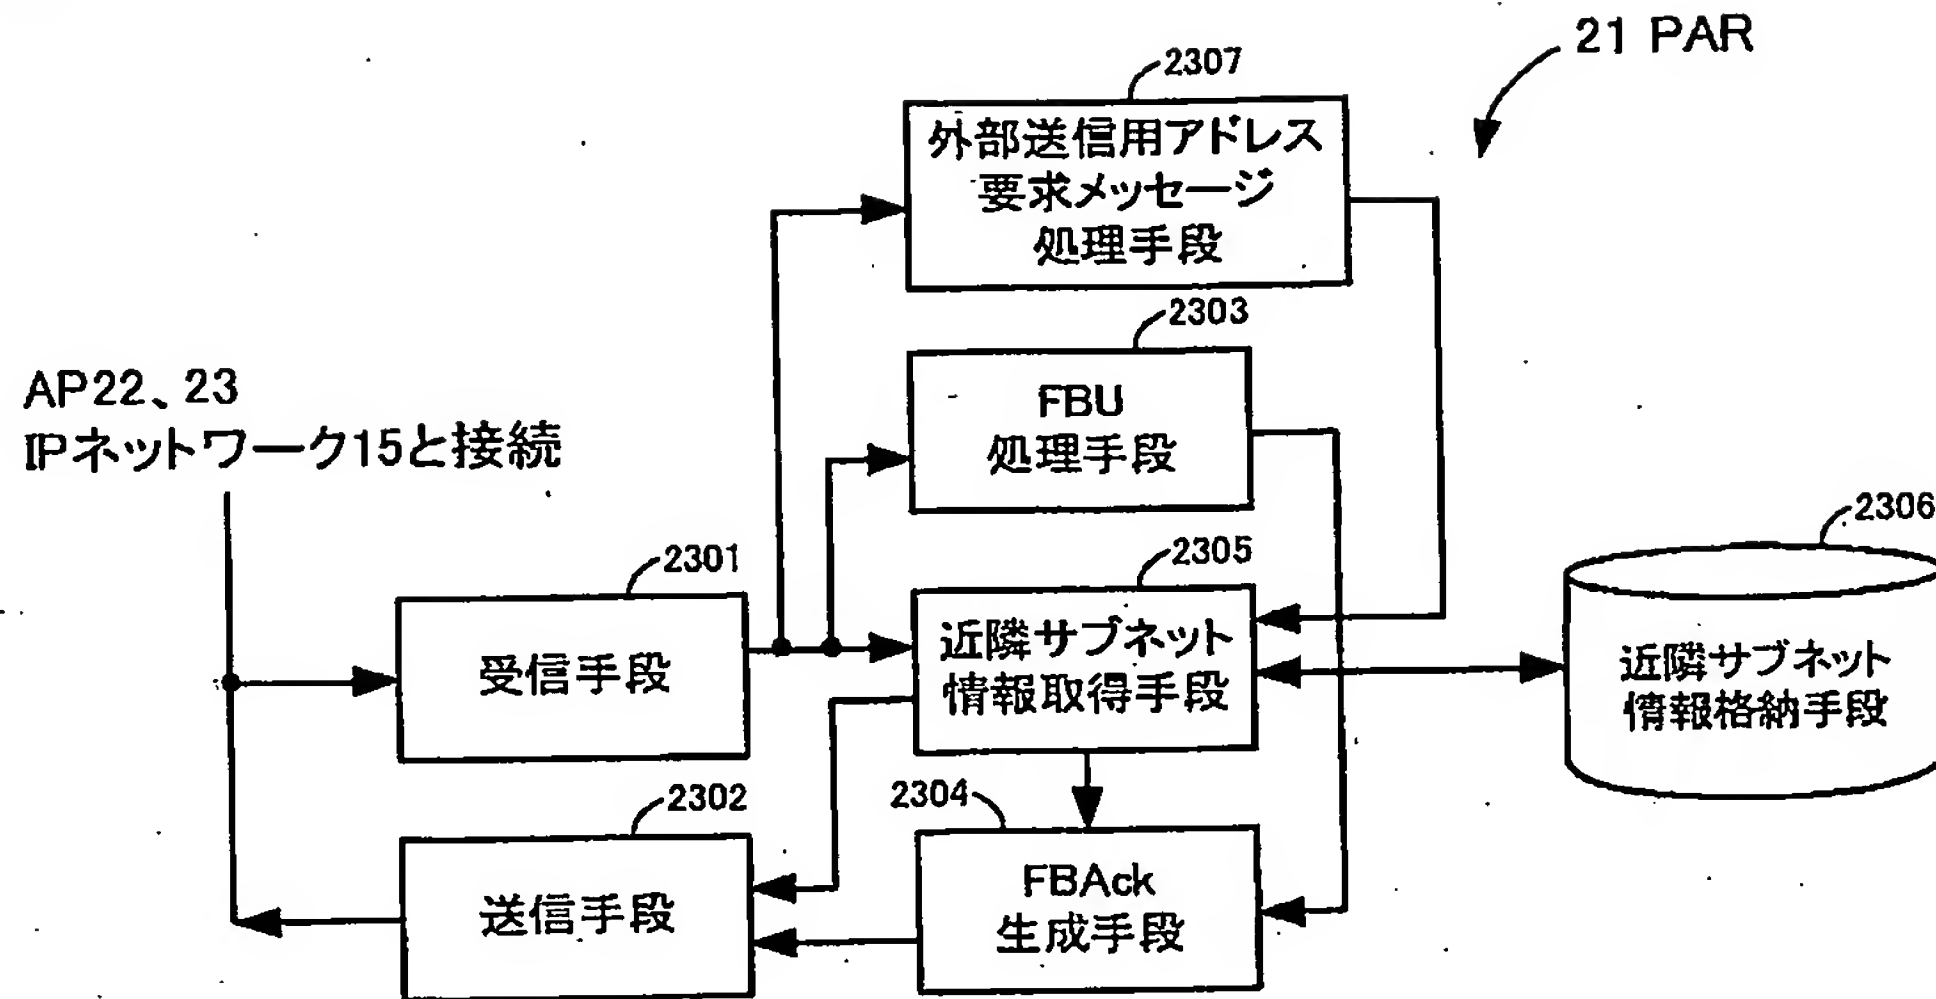 21 PAR
2307
外部送信用アドレス
要求メッセージ
処理手段
2303
FBU
処理手段
AP22、23
IPネットワーク15と接続
2301
受信手段
2305
近隣サブネット
情報取得手段
2306
近隣サブネット
情報格納手段
2302
送信手段
2304
FBAck
生成手段